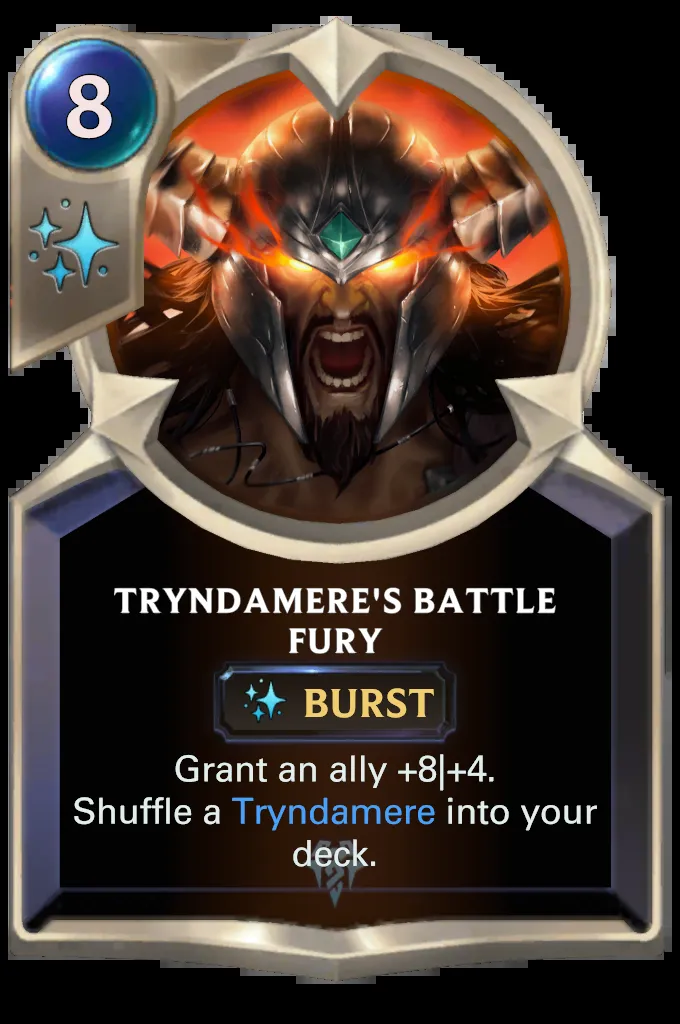 8
TRYNDAMERE'S BATTLE
FURY
BURST
Grant an ally +8|+4.
Shuffle a Tryndamere into your
deck.